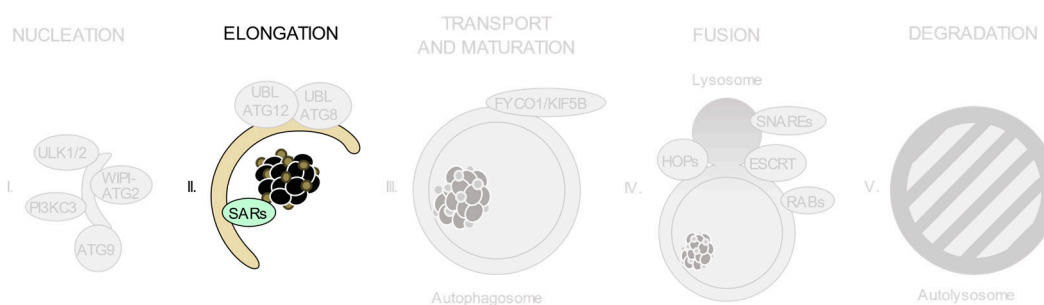 NUCLEATION
ELONGATION
TRANSPORT
AND MATURATION
FUSION
DEGRADATION
I.
ULK1/2
WIPI-
ATG2
PI3KC3
ATG9
II.
UBL
ATG12
UBL
ATG8
SARs
III.
FYCO1/KIF5B
Autophagosome
IV.
Lysosome
SNAREs
HOPs
ESCRT
RABs
V.
Autolysosome